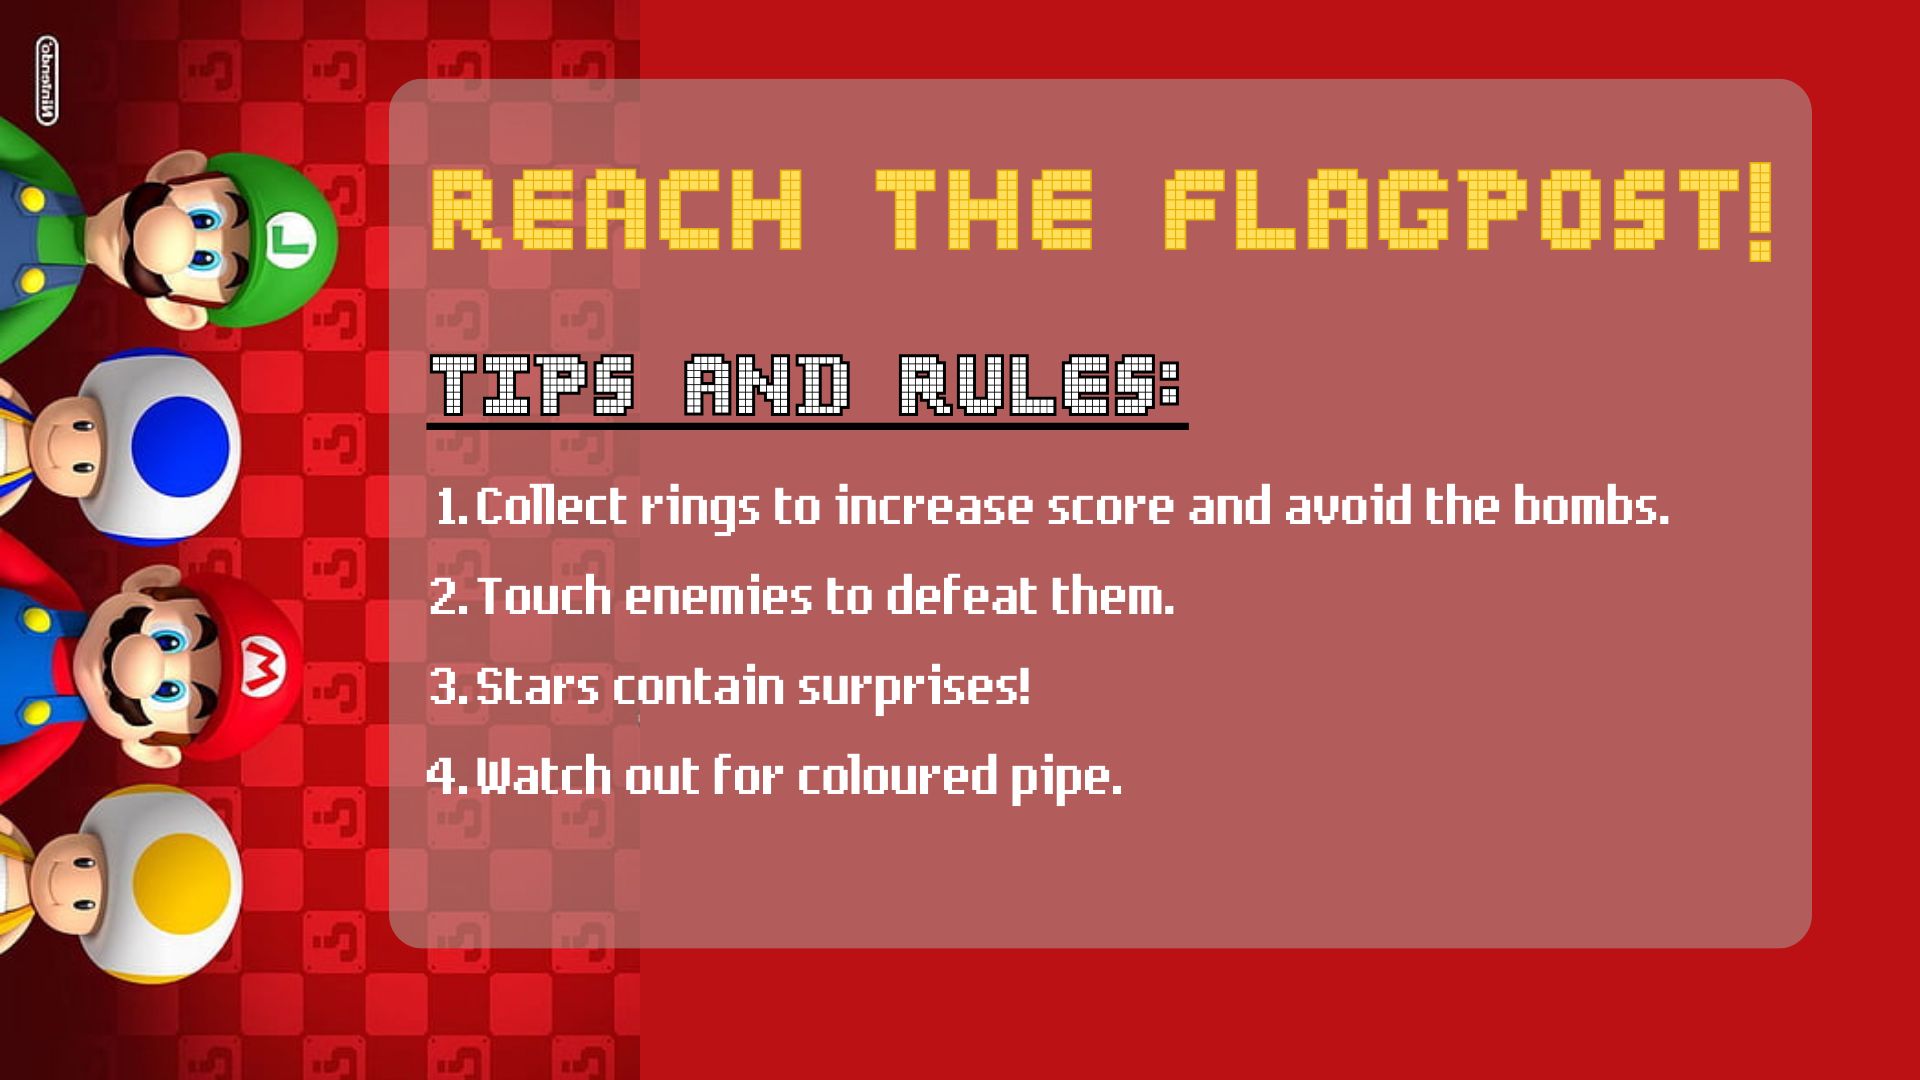 Nintendo
REACH THE FLAGPOST!
TIPS AND RULES:
1. Collect rings to increase score and avoid the bombs.
2. Touch enemies to defeat them.
3. Stars contain surprises!
4. Watch out for coloured pipe.
L
M